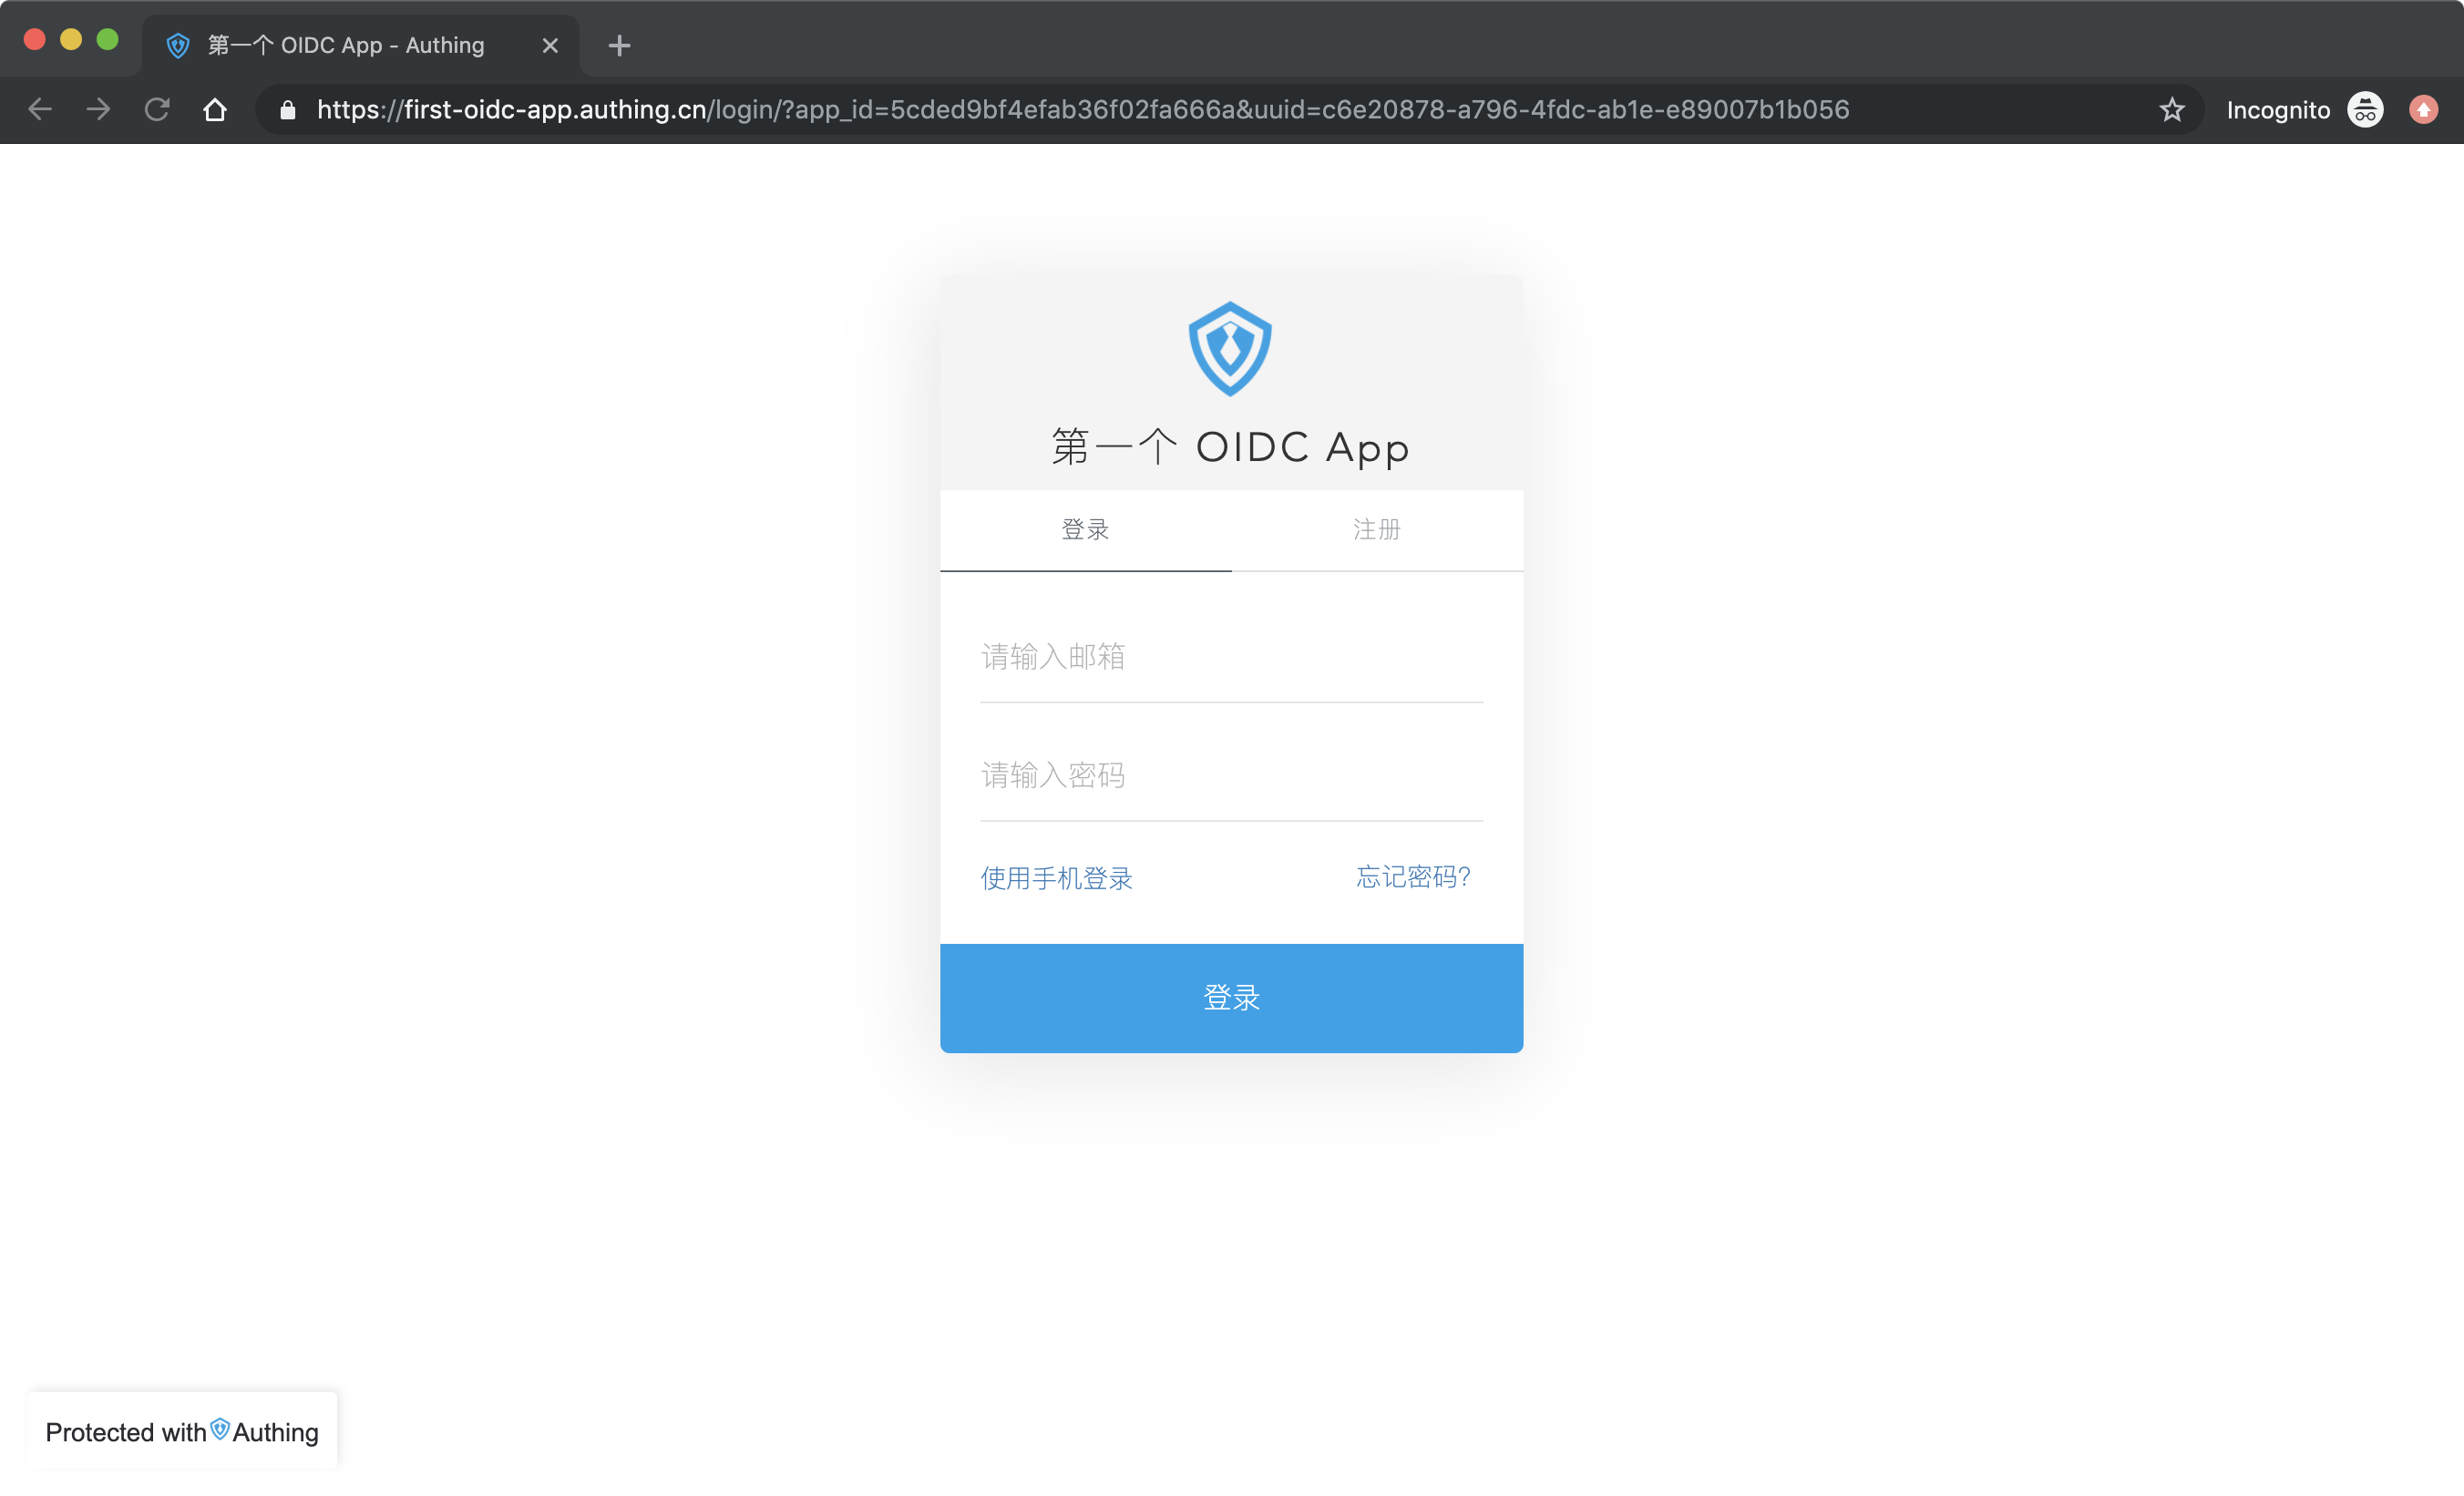 第一个 OIDC App - Authing
https://first-oidc-app.authing.cn/login/?app_id=5cded9bf4efab36f02fa666a&uuid=c6e20878-a796-4fdc-ab1e-e89007b1b056
Incognito
第一个 OIDC App
登录 注册
请输入邮箱
请输入密码
使用手机登录 忘记密码?
登录
Protected with Authing